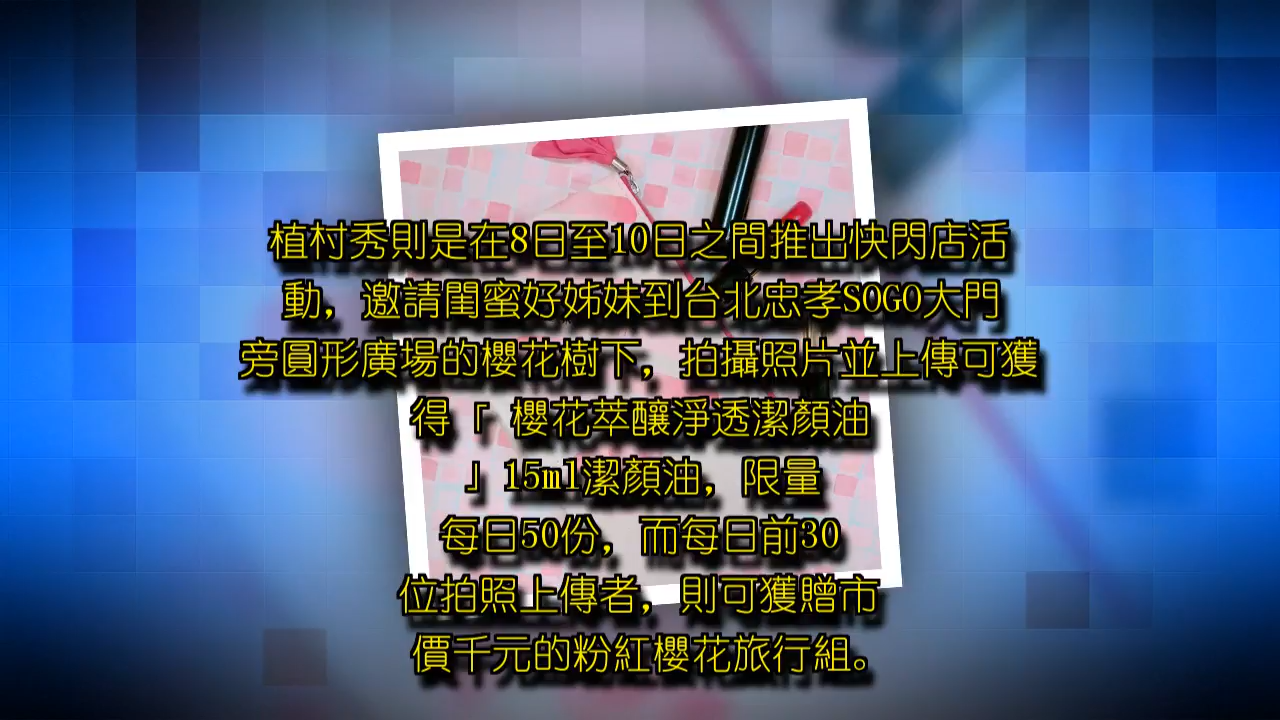 植村秀則是在8日至10日之間推出快閃店活
動，邀請閨蜜好姊妹到台北忠孝SOGO大門
旁圓形廣場的櫻花樹下，拍攝照片並上傳可獲
得「 櫻花萃釀淨透潔顏油
」15ml潔顏油，限量
每日50份，而每日前30
位拍照上傳者，則可獲贈市
價千元的粉紅櫻花旅行組。